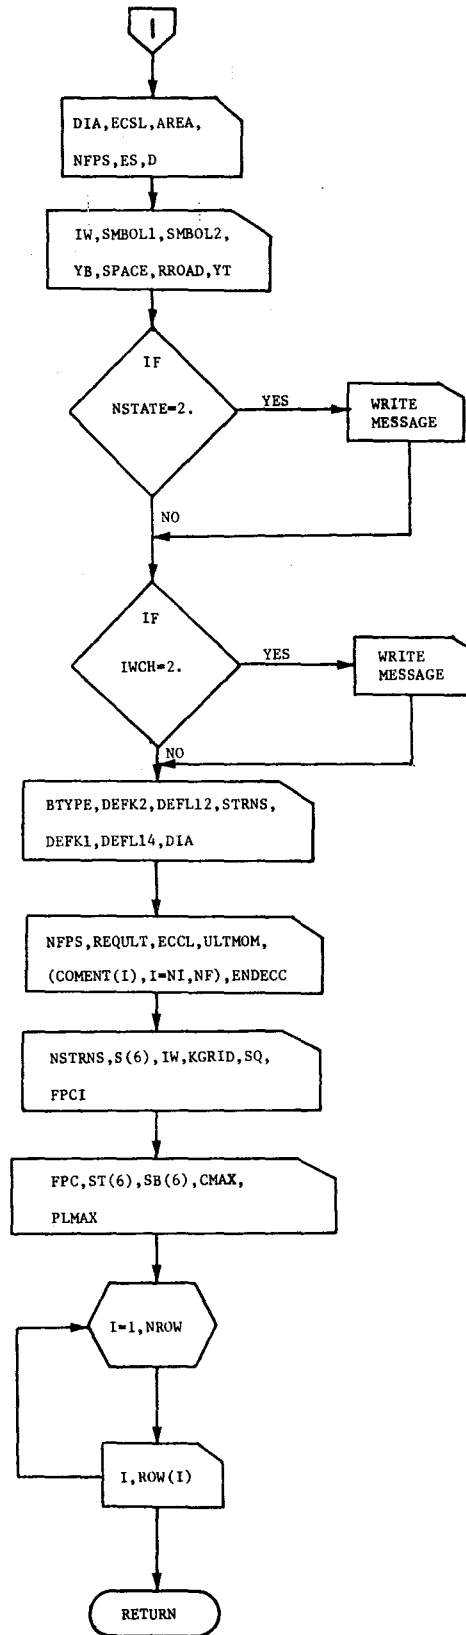 1
DIA,ECSL,AREA,
NFPS,ES,D
IW,SMBOL1,SMBOL2,
YB,SPACE,RROAD,YT
IF
NSTATE=2.
YES
WRITE
MESSAGE
NO
IF
IWCH=2.
YES
WRITE
MESSAGE
NO
BTYPE,DEFK2,DEFL12,STRNS,
DEFK1,DEFL14,DIA
NFPS,REQULT,ECCL,ULTMOM,
(COMENT(I),I=NI,NF),ENDECC
NSTRNS,S(6),IW,KGRID,SQ,
FPCI
FPC,ST(6),SB(6),CMAX,
PLMAX
I=1,NROW
I,ROW(I)
RETURN